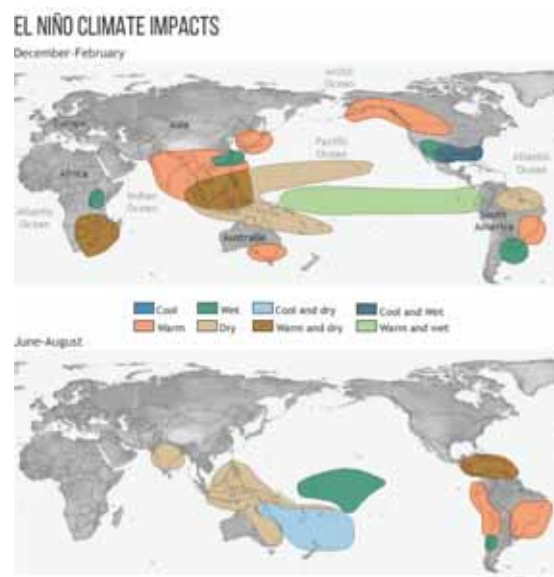 EL NIÑO CLIMATE IMPACTS
December-February
Arctic
Ocean
Europe
Asia
Pacific
Ocean
Atlantic
Ocean
AFRICA
Indian
Ocean
Atlantic
Ocean
South
America
Australia
Cool
Wet
Cool and dry
Cool and Wet
Warm
Dry
Warm and dry
Warm and wet
June-August